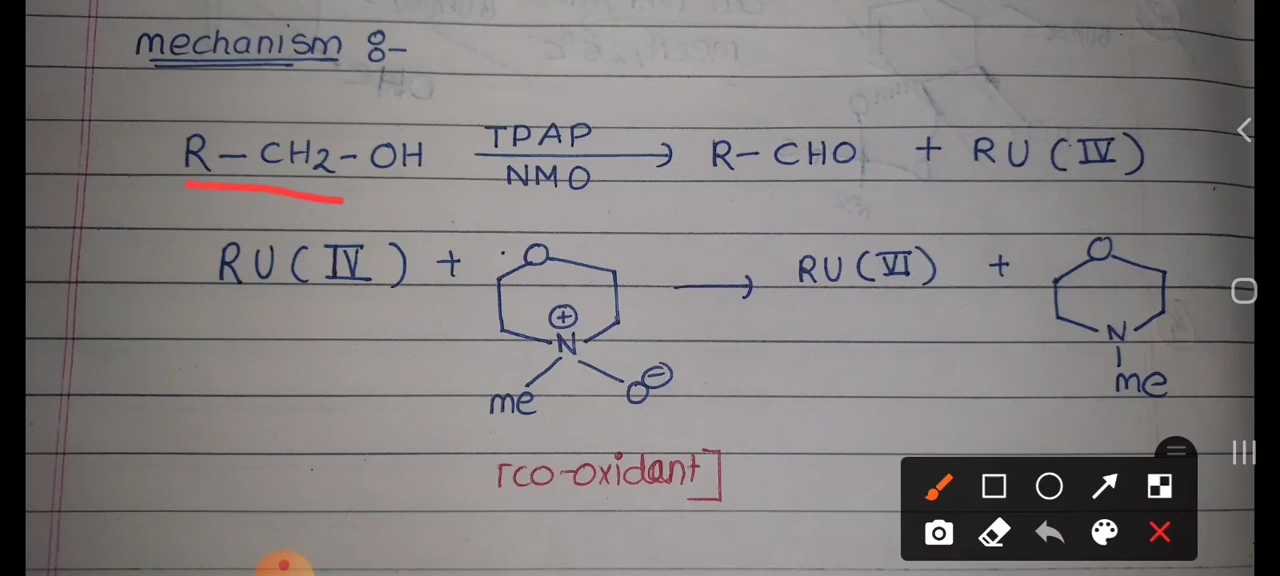 mechanism :-
R-CH2-OH TPAP NMO → R-CHO + RU (IV)
RU (IV) + O N ⊕ me O ⊖ → RU (VI) + O N me
[co-oxidant]